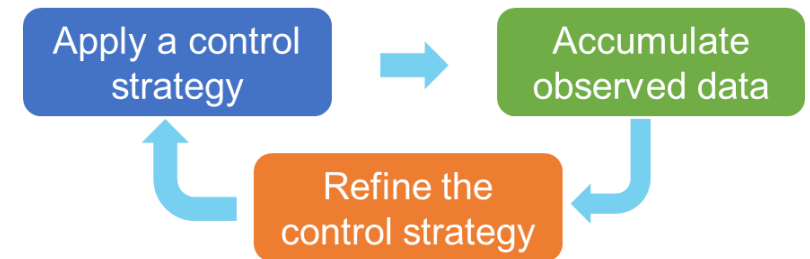 Apply a control
strategy
Accumulate
observed data
Refine the
control strategy